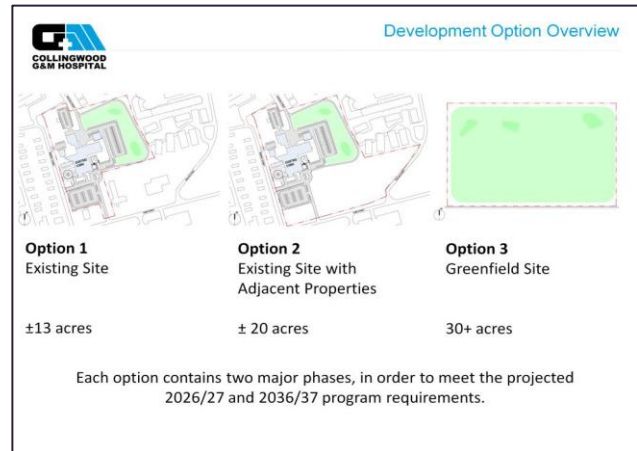 COLLINGWOOD
G&M HOSPITAL
Development Option Overview
Option 1
Existing Site
±13 acres
Option 2
Existing Site with
Adjacent Properties
± 20 acres
Option 3
Greenfield Site
30+ acres
Each option contains two major phases, in order to meet the projected
2026/27 and 2036/37 program requirements.